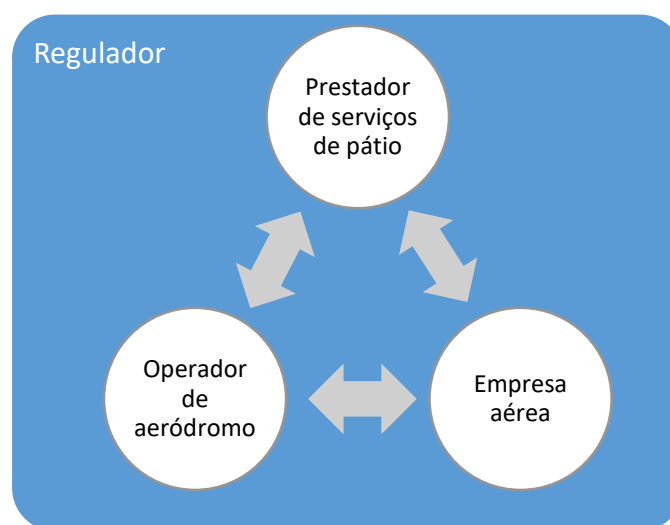 Regulador
Prestador
de serviços
de pátio
Operador
de
aeródromo
Empresa
aérea